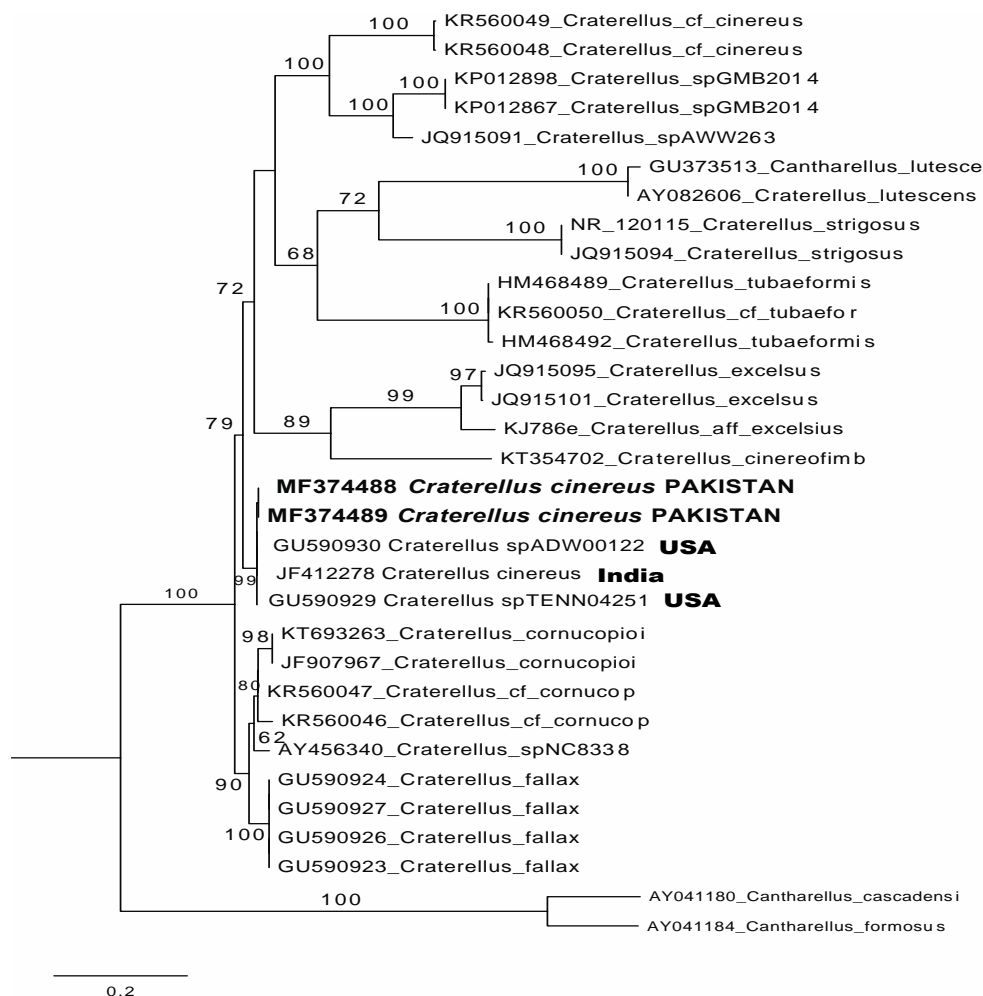 100
KR560049_Craterellus_cf_cinereus
KR560048_Craterellus_cf_cinereus
100
100
KP012898_Craterellus_spGMB2014
KP012867_Craterellus_spGMB2014
100
JQ915091_Craterellus_spAWW263
100
GU373513_Cantharellus_lutesce
AY082606_Craterellus_lutescens
72
100
NR_120115_Craterellus_strigosus
JQ915094_Craterellus_strigosus
68
HM468489_Craterellus_tubaeformis
100
KR560050_Craterellus_cf_tubaefor
HM468492_Craterellus_tubaeformis
72
97
JQ915095_Craterellus_excelsus
JQ915101_Craterellus_excelsus
99
KJ786e_Craterellus_aff_excelsius
89
KT354702_Craterellus_cinereofimb
79
MF374488 Craterellus cinereus PAKISTAN
MF374489 Craterellus cinereus PAKISTAN
GU590930 Craterellus spADW00122 USA
JF412278 Craterellus cinereus India
99
GU590929 Craterellus spTENN04251 USA
100
98
KT693263_Craterellus_cornucopioi
JF907967_Craterellus_cornucopioi
80
KR560047_Craterellus_cf_cornucop
KR560046_Craterellus_cf_cornucop
62
AY456340_Craterellus_spNC8338
90
GU590924_Craterellus_fallax
GU590927_Craterellus_fallax
100
GU590926_Craterellus_fallax
GU590923_Craterellus_fallax
100
AY041180_Cantharellus_cascadensi
AY041184_Cantharellus_formosus
0.2